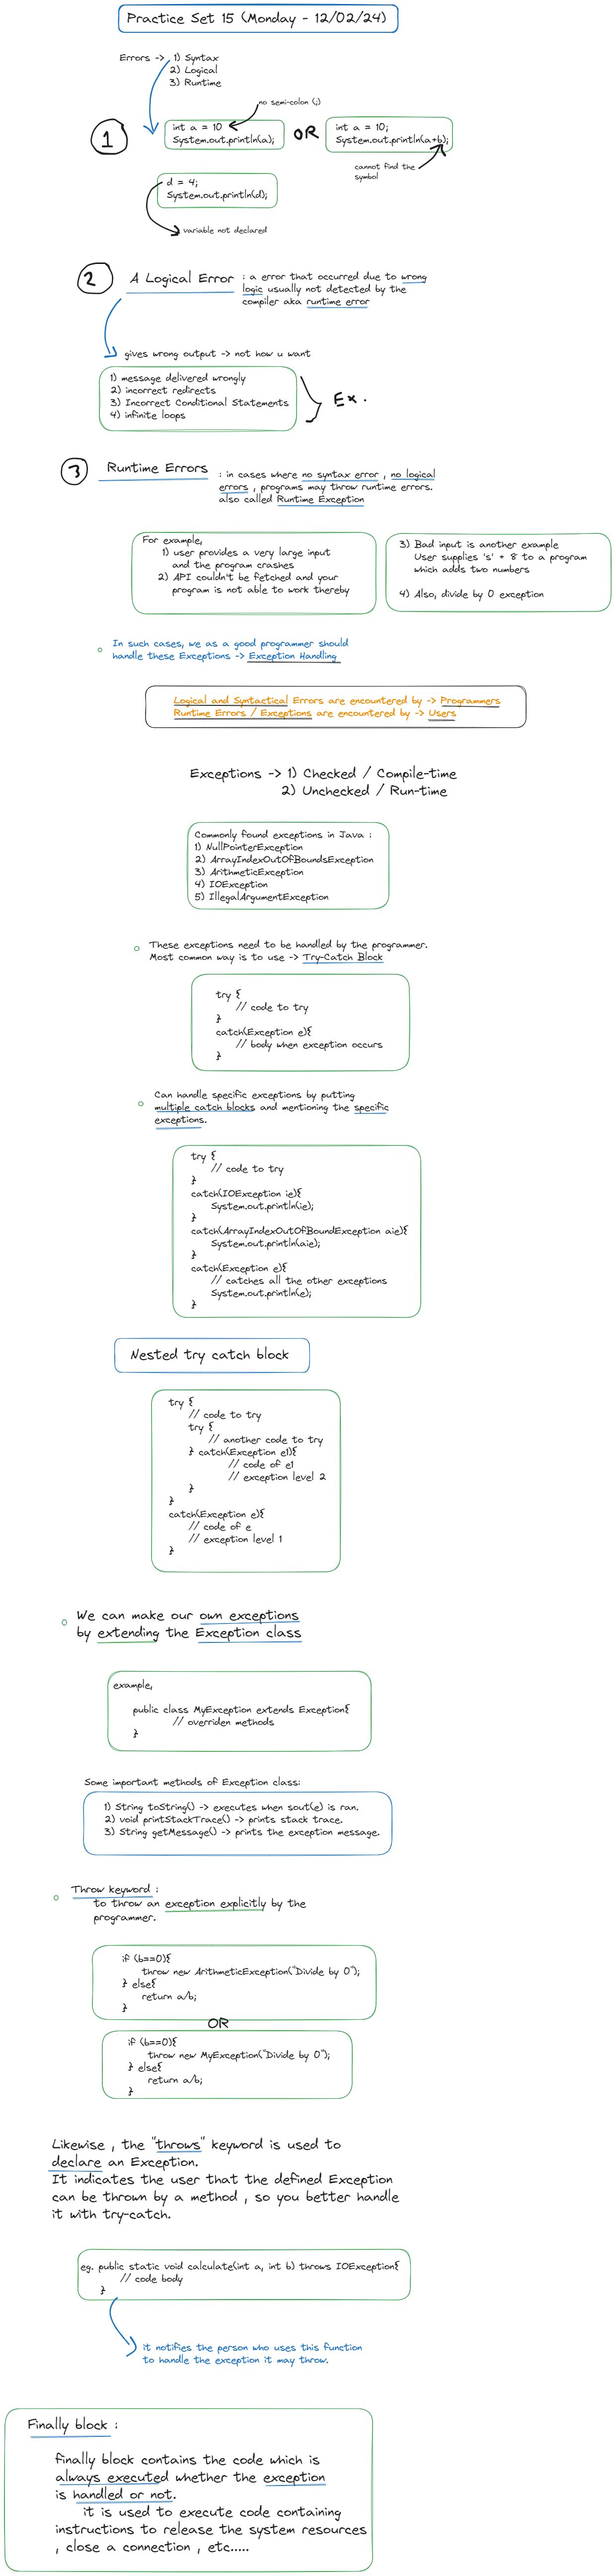 Practice Set 15 (Monday - 12/02/24)
Errors -> 1) Syntax
2) Logical
3) Runtime
no semi-colon (;)
1
int a = 10
System.out.println(a);
OR
int a = 10;
System.out.println(a+b);
cannot find the
symbol
d = 4;
System.out.println(d);
variable not declared
2
A Logical Error
: a error that occurred due to wrong
logic usually not detected by the
compiler aka runtime error
gives wrong output -> not how u want
1) message delivered wrongly
2) incorrect redirects
3) Incorrect Conditional Statements
4) infinite loops
Ex.
3
Runtime Errors
: in cases where no syntax error , no logical
errors , programs may throw runtime errors.
also called Runtime Exception
For example,
1) user provides a very large input
and the program crashes
2) API couldn't be fetched and your
program is not able to work thereby
3) Bad input is another example
User supplies 's' + 8 to a program
which adds two numbers
4) Also, divide by 0 exception
In such cases, we as a good programmer should
handle these Exceptions -> Exception Handling
Logical and Syntactical Errors are encountered by -> Programmers
Runtime Errors / Exceptions are encountered by -> Users
Exceptions -> 1) Checked / Compile-time
2) Unchecked / Run-time
Commonly found exceptions in Java :
1) NullPointerException
2) ArrayIndexOutOfBoundsException
3) ArithmeticException
4) IOException
5) IllegalArgumentException
These exceptions need to be handled by the programmer.
Most common way is to use -> Try-Catch Block
try {
// code to try
}
catch(Exception e){
// body when exception occurs
}
Can handle specific exceptions by putting
multiple catch blocks and mentioning the specific
exceptions.
try {
// code to try
}
catch(IOException ie){
System.out.println(ie);
}
catch(ArrayIndexOutOfBoundException aie){
System.out.println(aie);
}
catch(Exception e){
// catches all the other exceptions
System.out.println(e);
}
Nested try catch block
try {
// code to try
try {
// another code to try
} catch(Exception e1){
// code of e1
// exception level 2
}
}
catch(Exception e){
// code of e
// exception level 1
}
We can make our own exceptions
by extending the Exception class
example,
public class MyException extends Exception{
// overriden methods
}
Some important methods of Exception class:
1) String toString() -> executes when sout(e) is ran.
2) void printStackTrace() -> prints stack trace.
3) String getMessage() -> prints the exception message.
Throw keyword :
to throw an exception explicitly by the
programmer.
if (b==0){
throw new ArithmeticException("Divide by 0");
} else{
return a/b;
}
OR
if (b==0){
throw new MyException("Divide by 0");
} else{
return a/b;
}
Likewise , the "throws" keyword is used to
declare an Exception.
It indicates the user that the defined Exception
can be thrown by a method , so you better handle
it with try-catch.
eg. public static void calculate(int a, int b) throws IOException{
// code body
}
it notifies the person who uses this function
to handle the exception it may throw.
Finally block :
finally block contains the code which is
always executed whether the exception
is handled or not.
it is used to execute code containing
instructions to release the system resources
, close a connection , etc.....